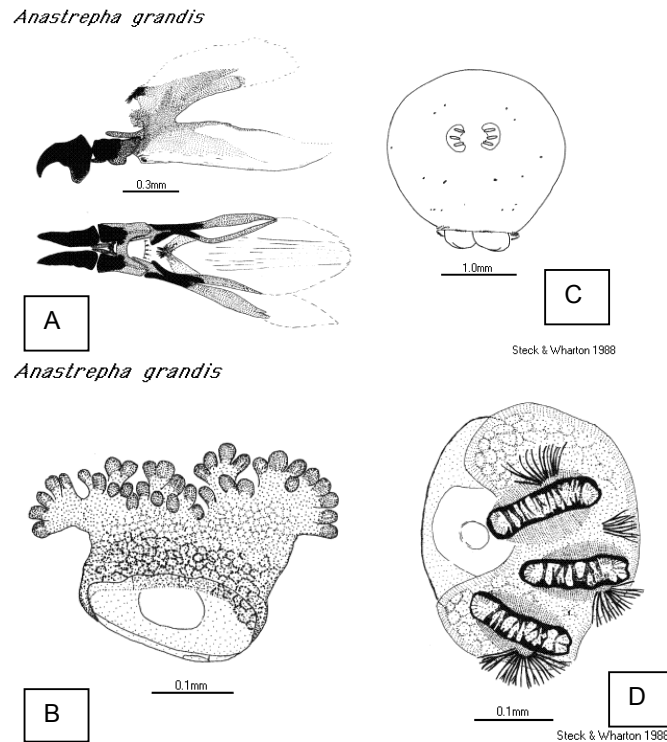 Anastrepha grandis
0.3mm
A
1.0mm
C
Steck & Wharton 1988
Anastrepha grandis
0.1mm
B
0.1mm
D
Steck & Wharton 1988